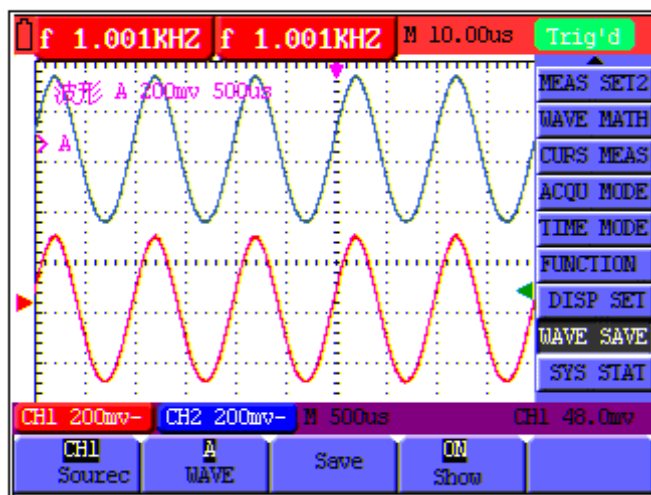 f 1.001KHZ f 1.001KHZ M 10.00us Trig'd
波形 A 200mv 500us
A
MEAS SET2
WAVE MATH
CURS MEAS
ACQU MODE
TIME MODE
FUNCTION
DISP SET
WAVE SAVE
SYS STAT
CH1 200mv- CH2 200mv- M 500us CH1 48.0mv
CH1 Sourec
A WAVE
Save
ON Show